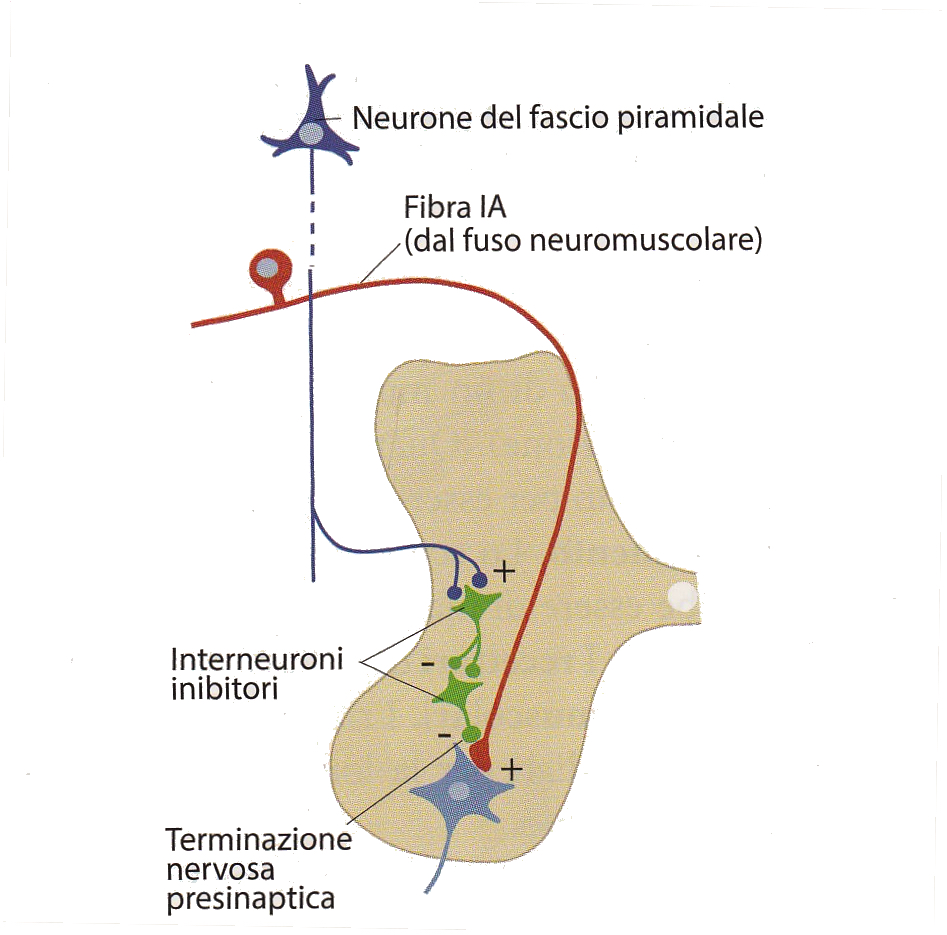 Neurone del fascio piramidale
Fibra IA
(dal fuso neuromuscolare)
+
Interneuroni
inibitori
-
-
+
Terminazione
nervosa
presinaptica